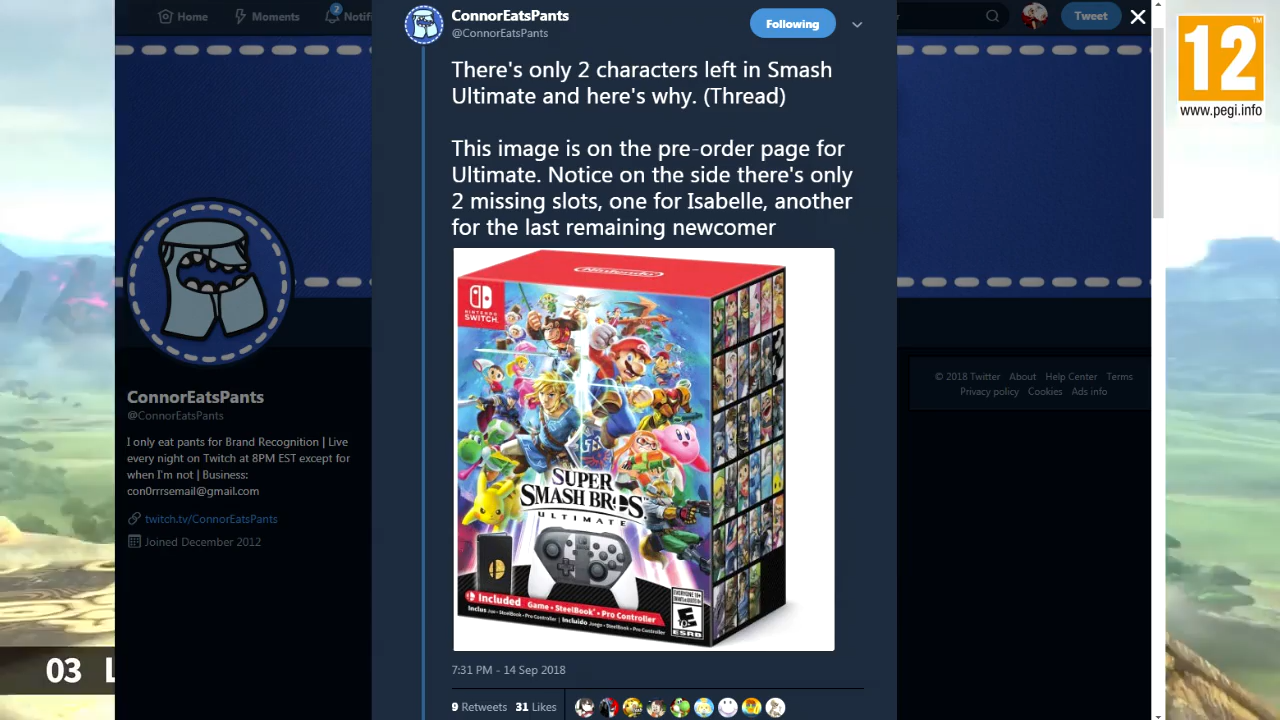 Home
Moments
Notifi
2
Tweet
ConnorEatsPants
@ConnorEatsPants
Following
There's only 2 characters left in Smash
Ultimate and here's why. (Thread)
This image is on the pre-order page for
Ultimate. Notice on the side there's only
2 missing slots, one for Isabelle, another
for the last remaining newcomer
Nintendo
NINTENDO
SWITCH
SUPER
SMASH BROS.
ULTIMATE
Included Game • SteelBook® • Pro Controller
ESRB
7:31 PM - 14 Sep 2018
9 Retweets 31 Likes
ConnorEatsPants
@ConnorEatsPants
I only eat pants for Brand Recognition | Live
every night on Twitch at 8PM EST except for
when I'm not | Business:
con0rrrsemail@gmail.com
twitch.tv/ConnorEatsPants
Joined December 2012
© 2018 Twitter About Help Center Terms
Privacy policy Cookies Ads info
12
TM
www.pegi.info
03 L